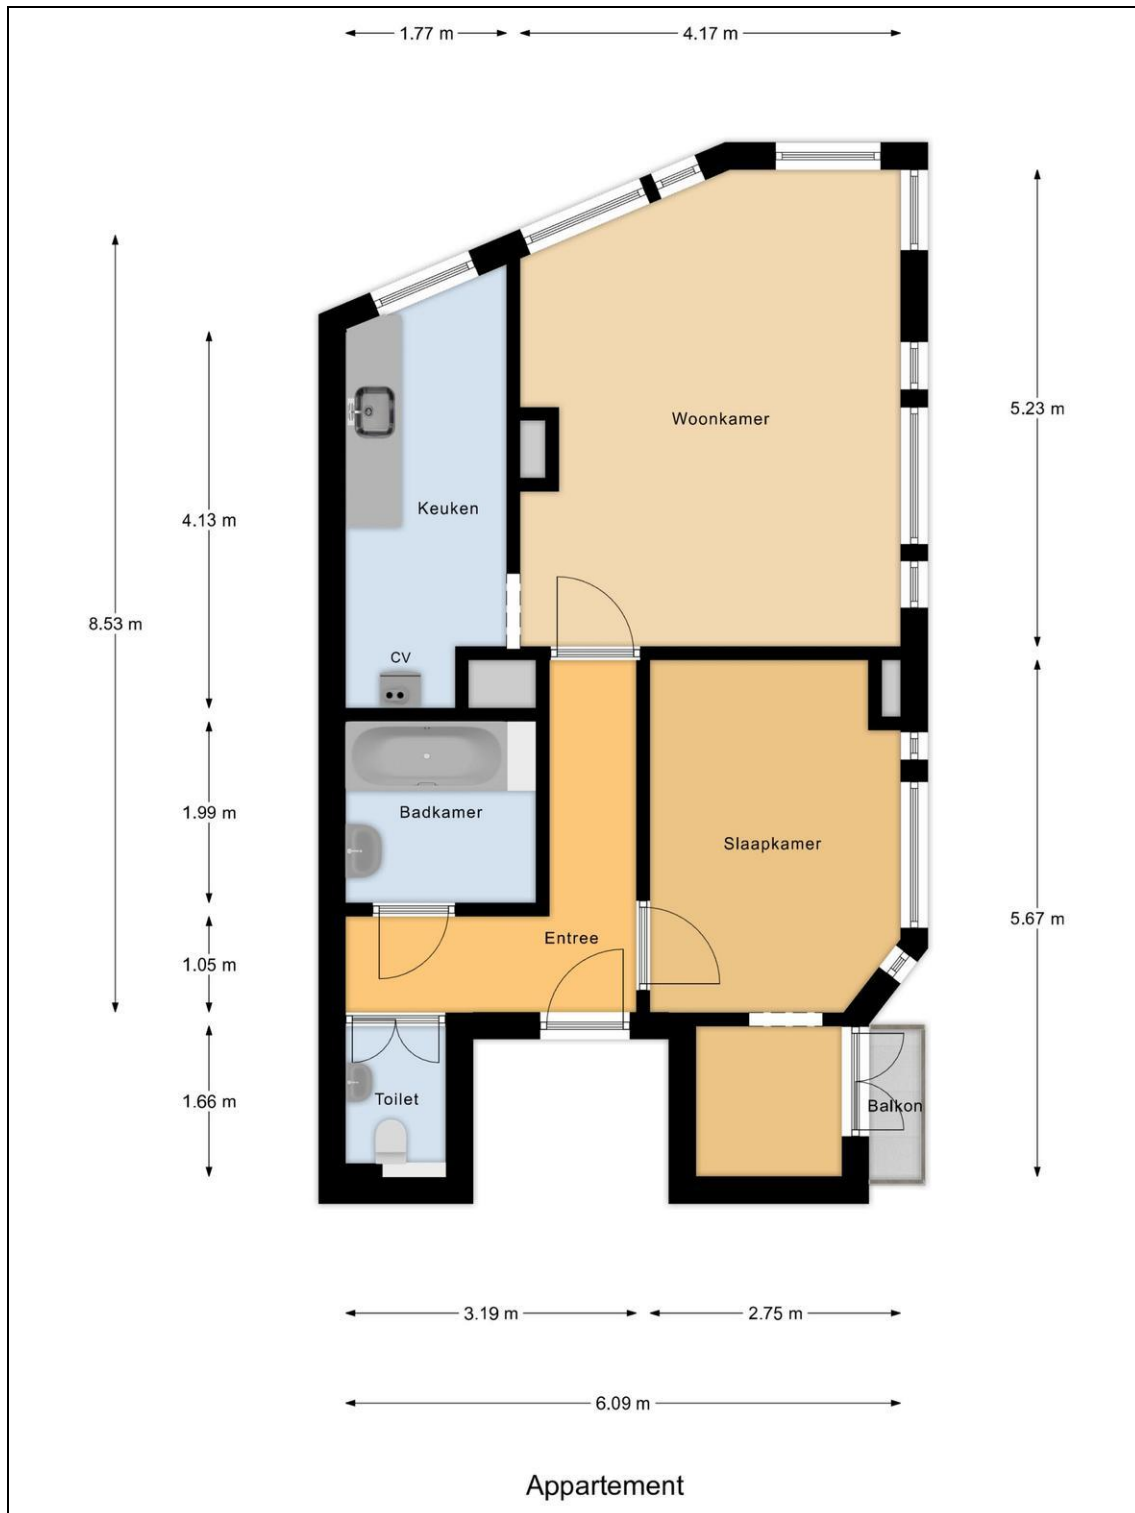 1.77 m
4.17 m
Woonkamer
5.23 m
Keuken
4.13 m
8.53 m
CV
Badkamer
1.99 m
Slaapkamer
5.67 m
Entree
1.05 m
Toilet
1.66 m
Balkon
3.19 m
2.75 m
6.09 m
Appartement